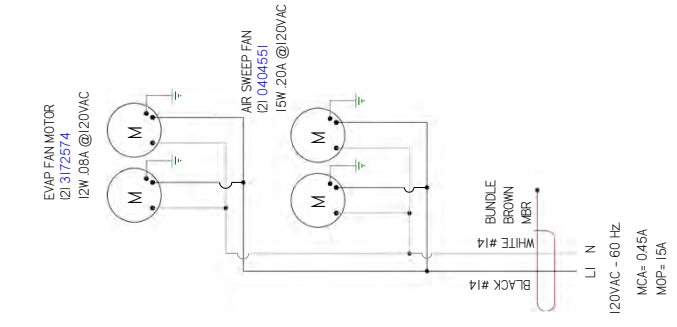 EVAP FAN MOTOR
(2) 3172574
12W .08A @120VAC
M
M
AIR SWEEP FAN
(2) 0404551
15W .20A @120VAC
M
M
BUNDLE
BROWN
MBR
WHITE #14
BLACK #14
L1 N
120VAC - 60 HZ.
MCA= 0.45A
MOP= 15A